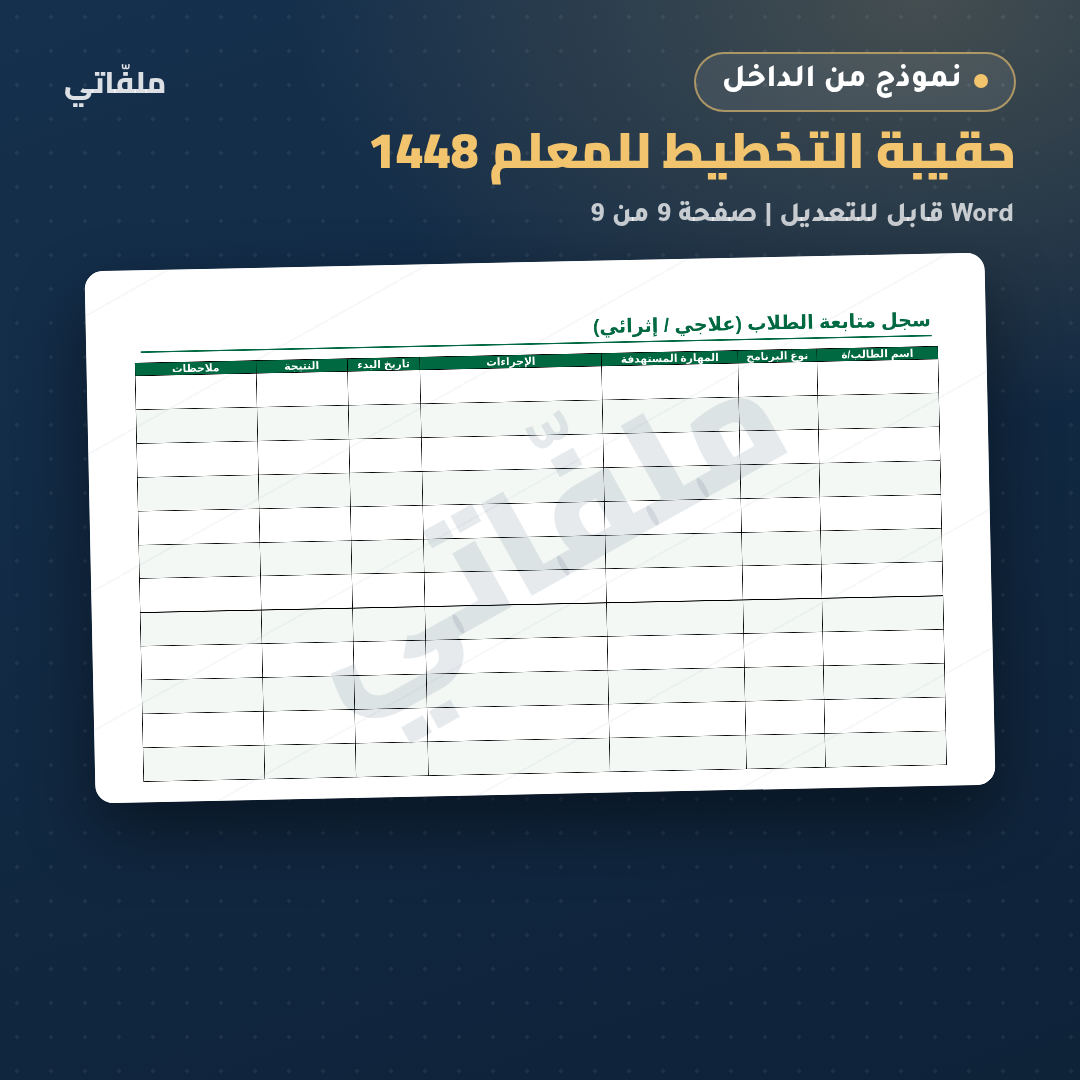 نموذج من الداخل
ملفّاتي
حقيبة التخطيط للمعلم 1448
Word قابل للتعديل | صفحة 9 من 9
سجل متابعة الطلاب (علاجي / إثرائي)
اسم الطالب/ة نوع البرنامج المهارة المستهدفة الإجراءات تاريخ البدء النتيجة ملاحظات
ملفّاتي